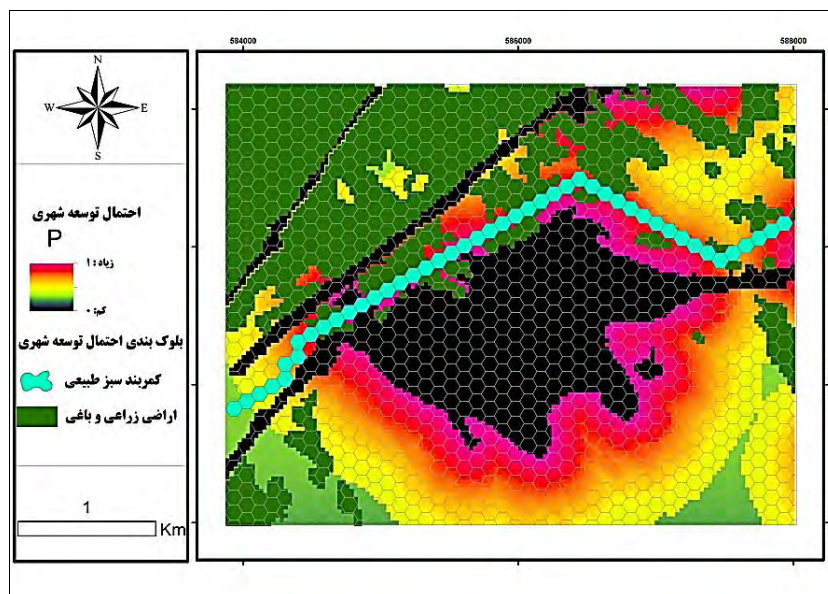 584000
586000
588000
N
W
E
S
احتمال توسعه شهری
P
زیاد: ۱
کم: ۰
بلوک بندی احتمال توسعه شهری
کمربند سبز طبیعی
اراضی زراعی و باغی
1
Km